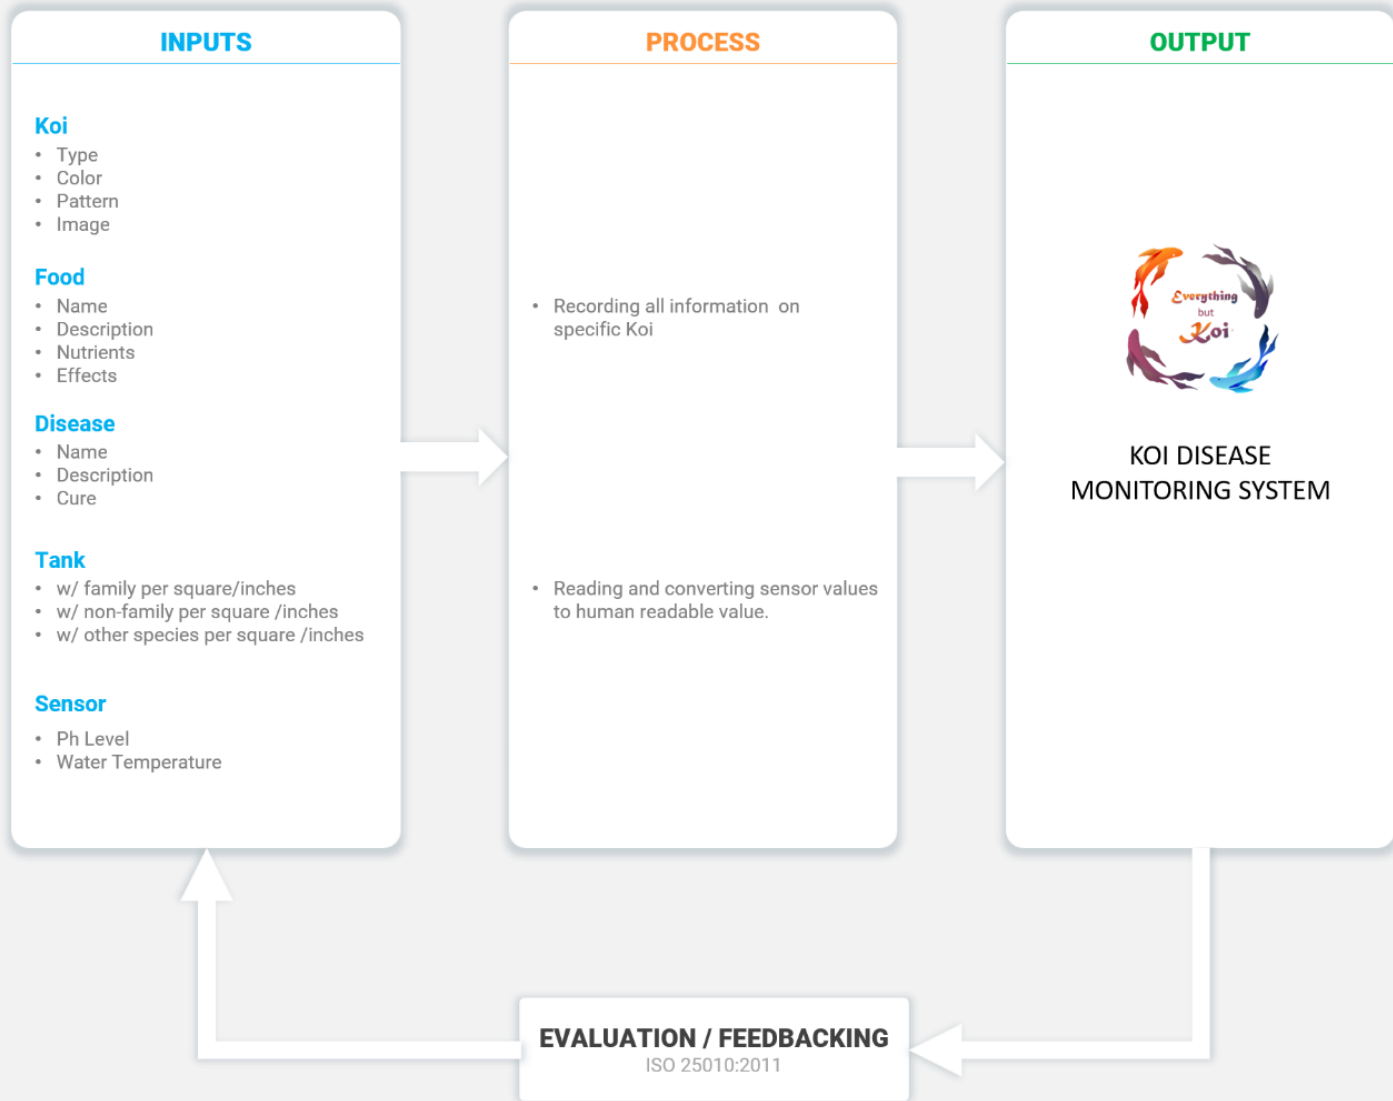 INPUTS
Koi
• Type
• Color
• Pattern
• Image
Food
• Name
• Description
• Nutrients
• Effects
Disease
• Name
• Description
• Cure
Tank
• w/ family per square/inches
• w/ non-family per square /inches
• w/ other species per square /inches
Sensor
• Ph Level
• Water Temperature
PROCESS
• Recording all information on
specific Koi
• Reading and converting sensor values
to human readable value.
OUTPUT
Everything
but
Koi
KOI DISEASE
MONITORING SYSTEM
EVALUATION / FEEDBACKING
ISO 25010:2011